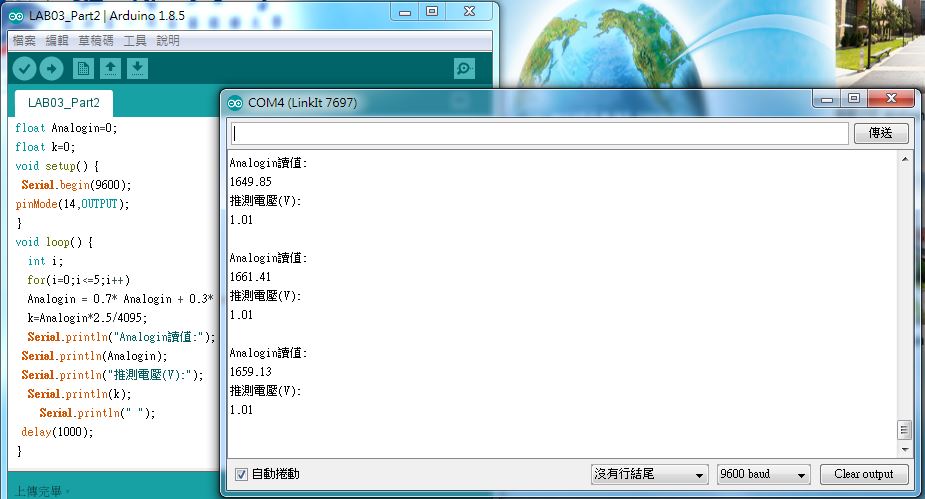 LAB03_Part2 | Arduino 1.8.5
檔案 編輯 草稿碼 工具 說明
LAB03_Part2
float Analogin=0;
float k=0;
void setup() {
Serial.begin(9600);
pinMode(14,OUTPUT);
}
void loop() {
int i;
for(i=0;i<=5;i++)
Analogin = 0.7* Analogin + 0.3*
k=Analogin*2.5/4095;
Serial.println("Analogin讀值:");
Serial.println(Analogin);
Serial.println("推測電壓(V):");
Serial.println(k);
Serial.println(" ");
delay(1000);
}
上傳完畢。
COM4 (LinkIt 7697)
傳送
Analogin讀值:
1649.85
推測電壓(V):
1.01
Analogin讀值:
1661.41
推測電壓(V):
1.01
Analogin讀值:
1659.13
推測電壓(V):
1.01
自動捲動
沒有行結尾
9600 baud
Clear output